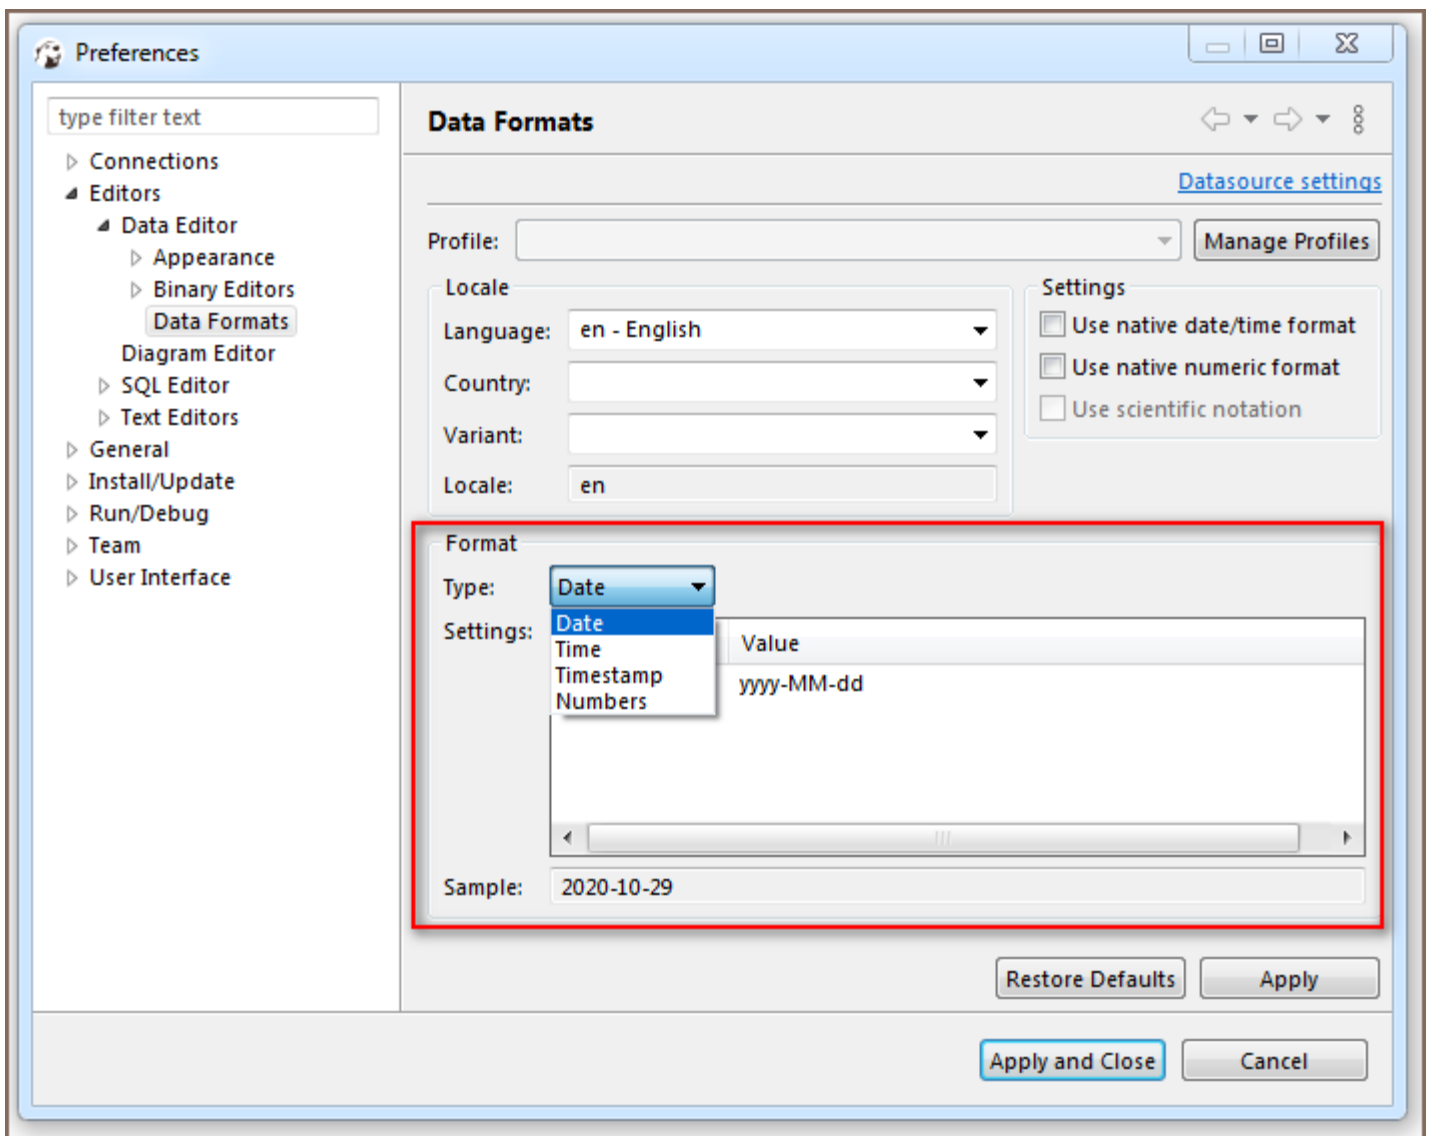 Preferences
type filter text
Connections
Editors
Data Editor
Appearance
Binary Editors
Data Formats
Diagram Editor
SQL Editor
Text Editors
General
Install/Update
Run/Debug
Team
User Interface
Data Formats
Datasource settings
Profile:
Manage Profiles
Locale
Language: en - English
Country:
Variant:
Locale: en
Settings
Use native date/time format
Use native numeric format
Use scientific notation
Format
Type: Date
Date
Time
Timestamp
Numbers
Settings:
Value
yyyy-MM-dd
Sample: 2020-10-29
Restore Defaults Apply
Apply and Close Cancel